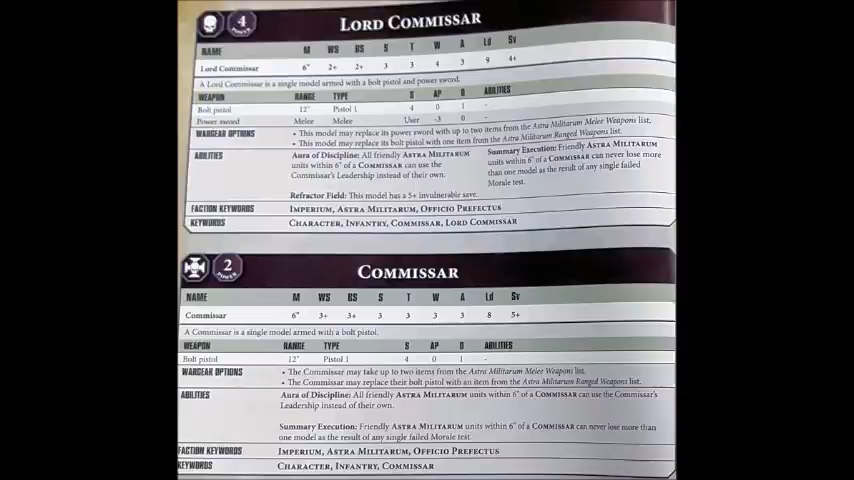 4
POWER
LORD COMMISSAR
NAME M WS BS S T W A Ld Sv
Lord Commissar 6" 2+ 2+ 3 3 4 3 9 4+
A Lord Commissar is a single model armed with a bolt pistol and power sword.
WEAPON RANGE TYPE S AP D ABILITIES
Bolt pistol 12" Pistol 1 4 0 1 -
Power sword Melee Melee User -3 0 -
WARGEAR OPTIONS • This model may replace its power sword with up to two items from the Astra Militarum Melee Weapons list.
• This model may replace its bolt pistol with one item from the Astra Militarum Ranged Weapons list.
ABILITIES Aura of Discipline: All friendly ASTRA MILITARUM
units within 6" of a COMMISSAR can use the
Commissar's Leadership instead of their own.
Refractor Field: This model has a 5+ invulnerable save.
Summary Execution: Friendly ASTRA MILITARUM
units within 6" of a COMMISSAR can never lose more
than one model as the result of any single failed
Morale test.
FACTION KEYWORDS IMPERIUM, ASTRA MILITARUM, OFFICIO PREFECTUS
KEYWORDS CHARACTER, INFANTRY, COMMISSAR, LORD COMMISSAR
2
POWER
COMMISSAR
NAME M WS BS S T W A Ld Sv
Commissar 6" 3+ 3+ 3 3 3 3 8 5+
A Commissar is a single model armed with a bolt pistol.
WEAPON RANGE TYPE S AP D ABILITIES
Bolt pistol 12" Pistol 1 4 0 1 -
WARGEAR OPTIONS • The Commissar may take up to two items from the Astra Militarum Melee Weapons list.
• The Commissar may replace their bolt pistol with an item from the Astra Militarum Ranged Weapons list.
ABILITIES Aura of Discipline: All friendly ASTRA MILITARUM units within 6" of a COMMISSAR can use the Commissar's
Leadership instead of their own.
Summary Execution: Friendly ASTRA MILITARUM units within 6" of a COMMISSAR can never lose more than
one model as the result of any single failed Morale test.
FACTION KEYWORDS IMPERIUM, ASTRA MILITARUM, OFFICIO PREFECTUS
KEYWORDS CHARACTER, INFANTRY, COMMISSAR